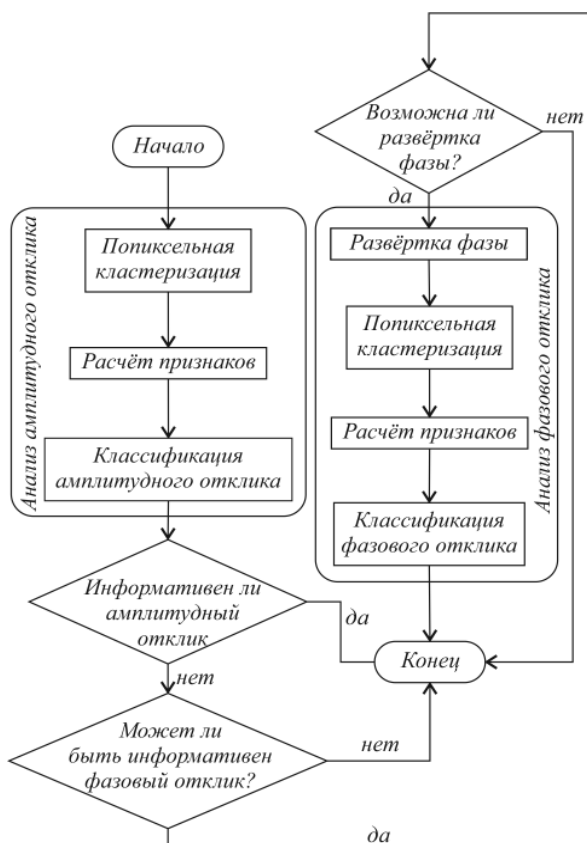 Начало
Анализ амплитудного отклика
Попиксельная
кластеризация
Расчёт признаков
Классификация
амплитудного отклика
Информативен ли
амплитудный
отклик
да
нет
Может ли
быть информативен
фазовый отклик?
нет
да
Возможна ли
развёртка
фазы?
нет
да
Анализ фазового отклика
Развёртка фазы
Попиксельная
кластеризация
Расчёт признаков
Классификация
фазового отклика
Конец